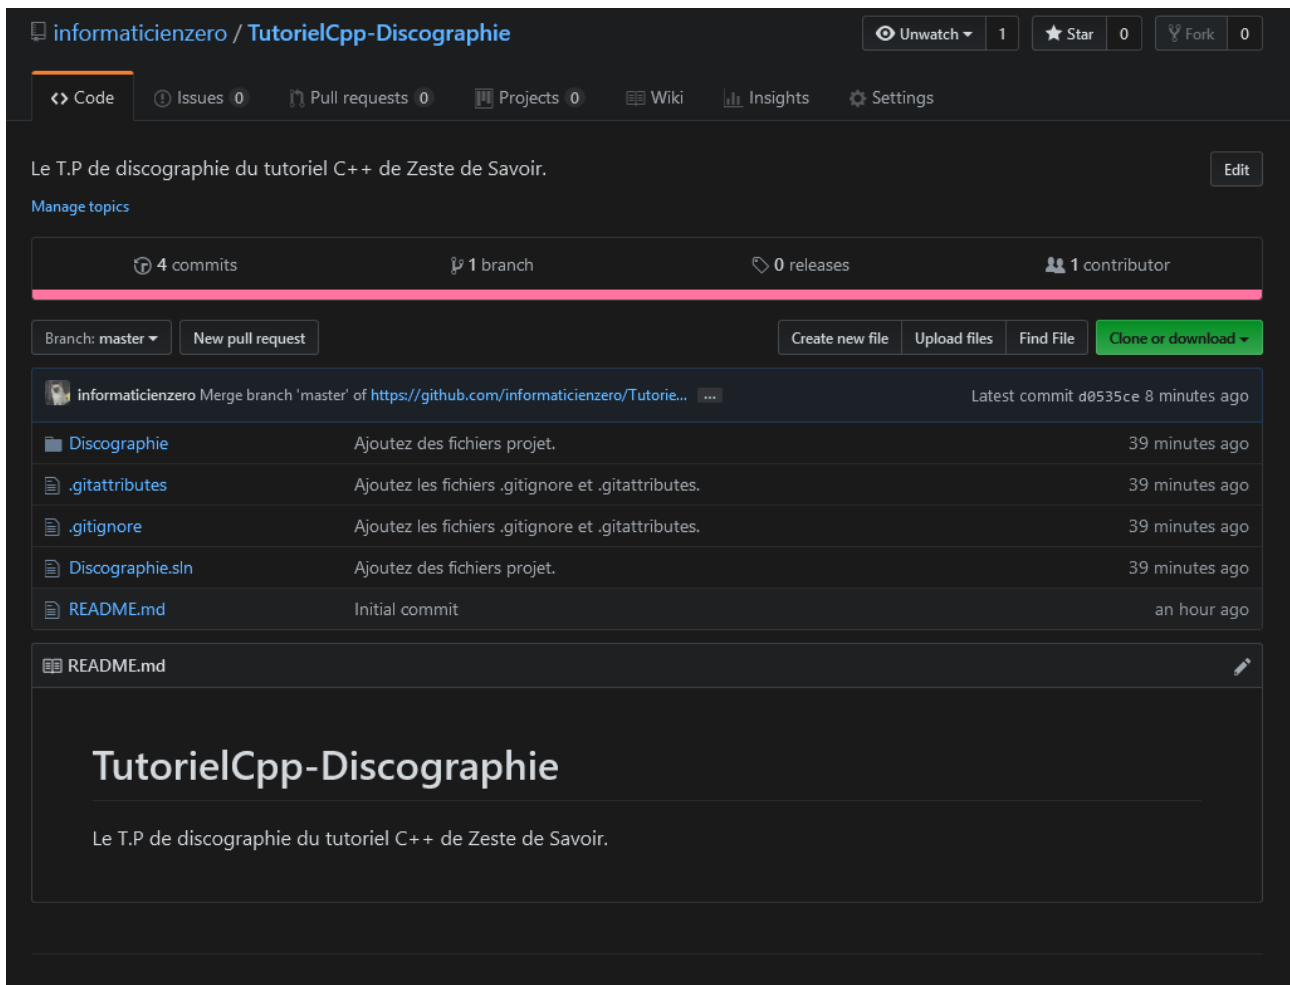 informaticienzero / TutorielCpp-Discographie Unwatch 1 Star 0 Fork 0
Code Issues 0 Pull requests 0 Projects 0 Wiki Insights Settings
Le T.P de discographie du tutoriel C++ de Zeste de Savoir. Edit
Manage topics
4 commits 1 branch 0 releases 1 contributor
Branch: master New pull request Create new file Upload files Find File Clone or download
informaticienzero Merge branch 'master' of https://github.com/informaticienzero/Tutorie... ... Latest commit d0535ce 8 minutes ago
Discographie Ajoutez des fichiers projet. 39 minutes ago
.gitattributes Ajoutez les fichiers .gitignore et .gitattributes. 39 minutes ago
.gitignore Ajoutez les fichiers .gitignore et .gitattributes. 39 minutes ago
Discographie.sln Ajoutez des fichiers projet. 39 minutes ago
README.md Initial commit an hour ago
README.md
TutorielCpp-Discographie
Le T.P de discographie du tutoriel C++ de Zeste de Savoir.